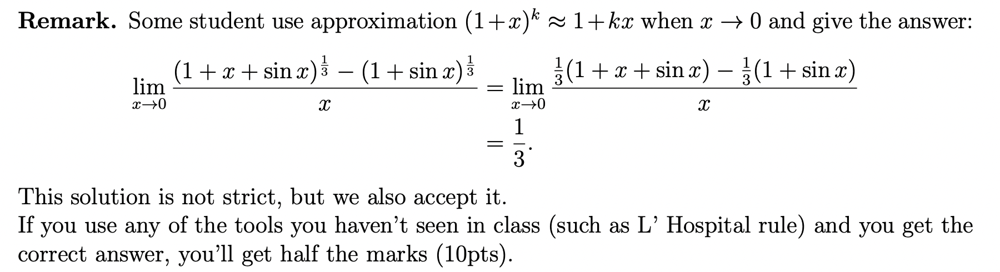 Remark. Some student use approximation $(1+x)^k \approx 1+kx$ when $x \to 0$ and give the answer:
$$\lim_{x \to 0} \frac{(1+x+\sin x)^{\frac{1}{3}} - (1+\sin x)^{\frac{1}{3}}}{x} = \lim_{x \to 0} \frac{\frac{1}{3}(1+x+\sin x) - \frac{1}{3}(1+\sin x)}{x}$$
$$= \frac{1}{3}.$$
This solution is not strict, but we also accept it.
If you use any of the tools you haven't seen in class (such as L' Hospital rule) and you get the
correct answer, you'll get half the marks (10pts).